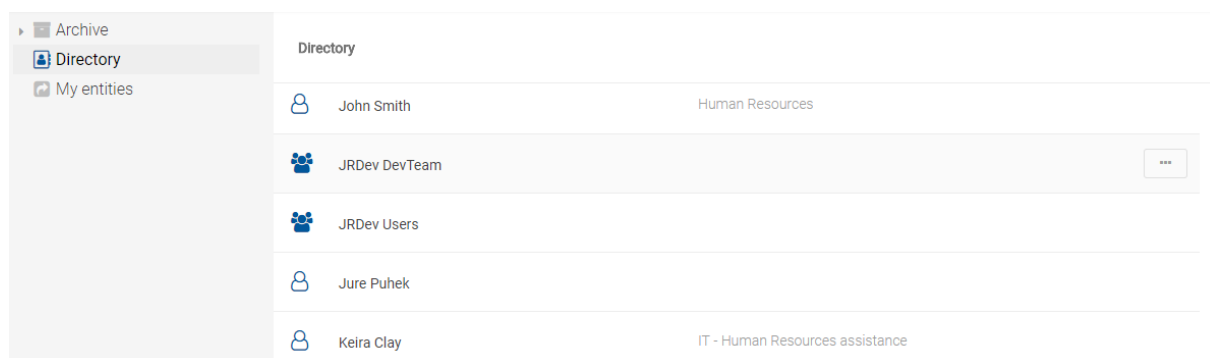 Archive
Directory
My entities
Directory
John Smith Human Resources
JRDev DevTeam
JRDev Users
Jure Puhek
Keira Clay IT - Human Resources assistance